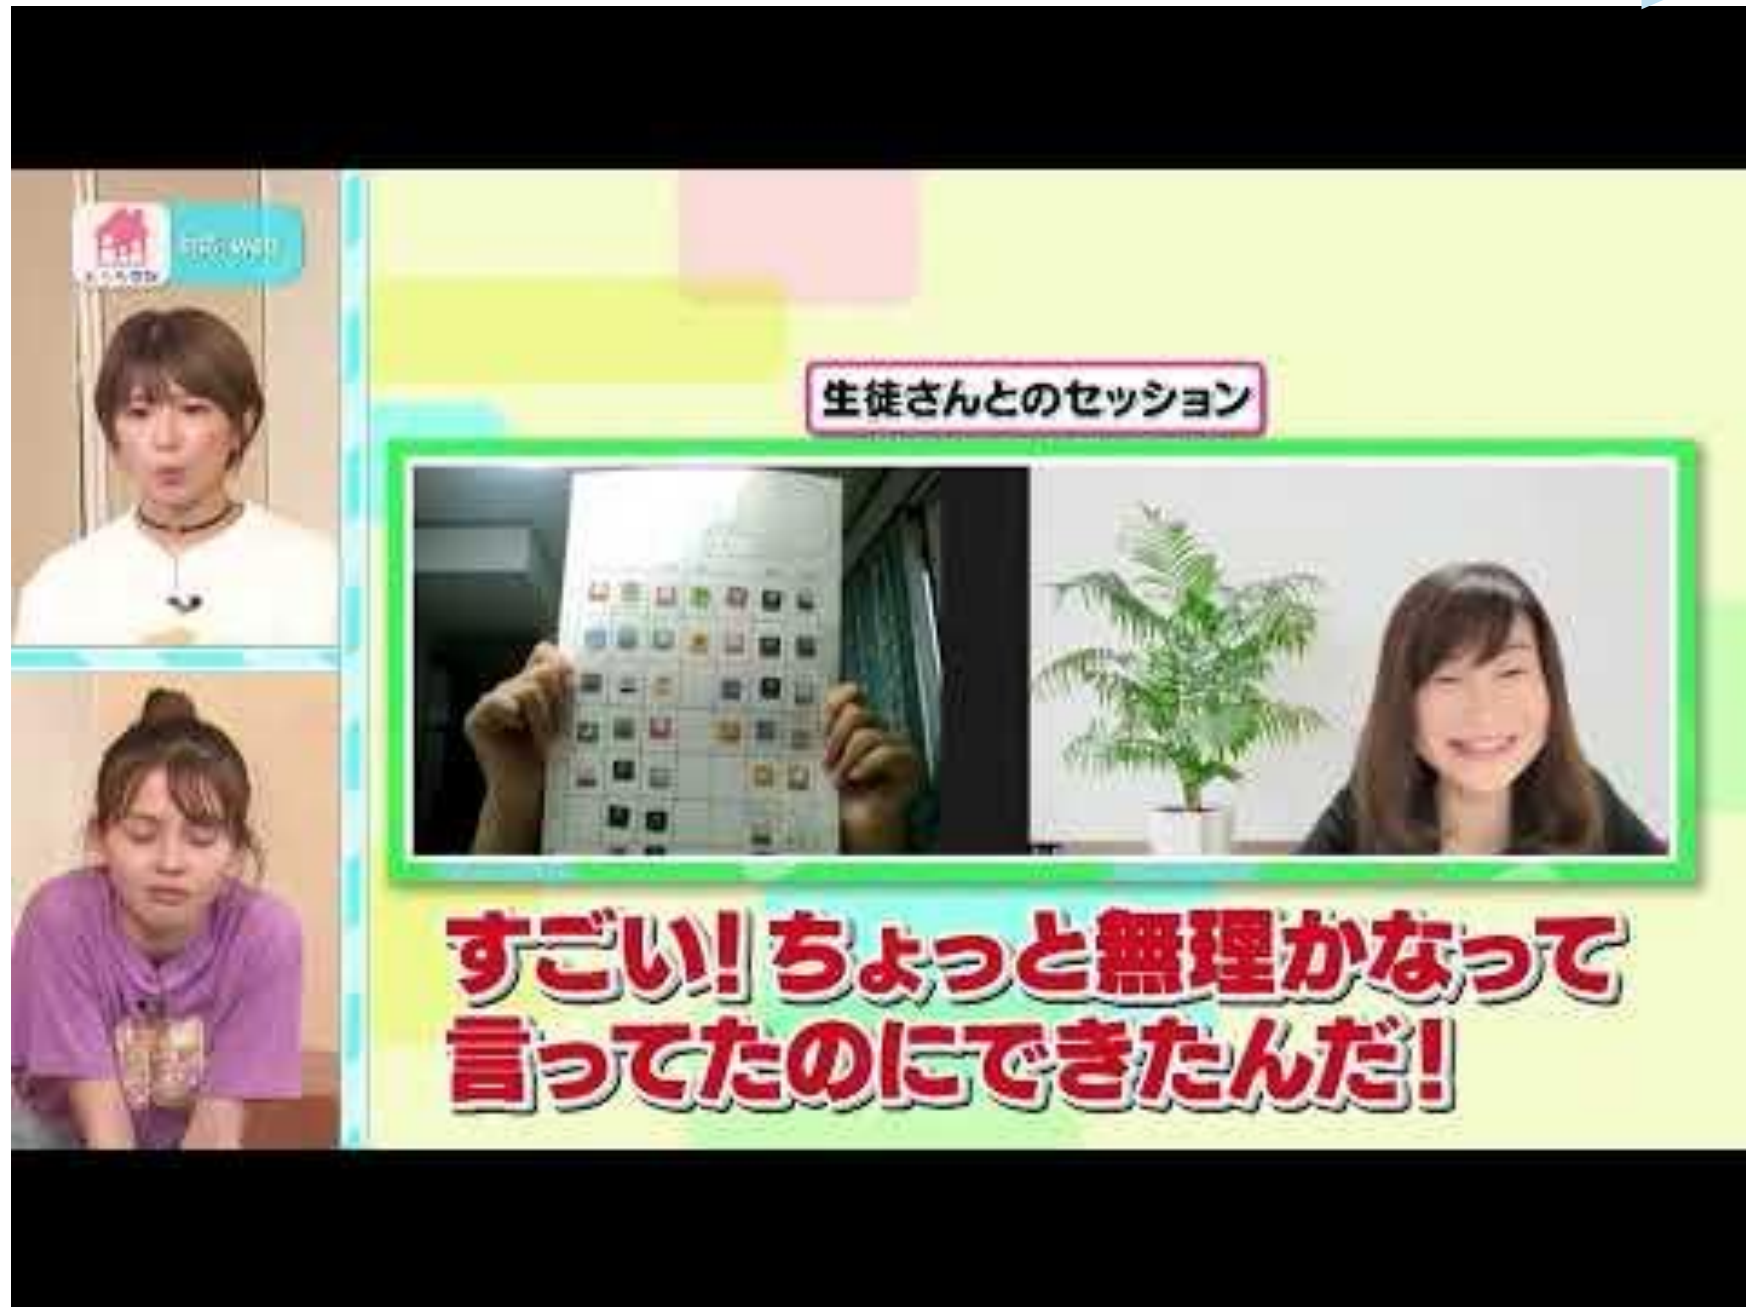 生徒さんとのセッション
すごい!ちょっと無理かなって
言ってたのにできたんだ!